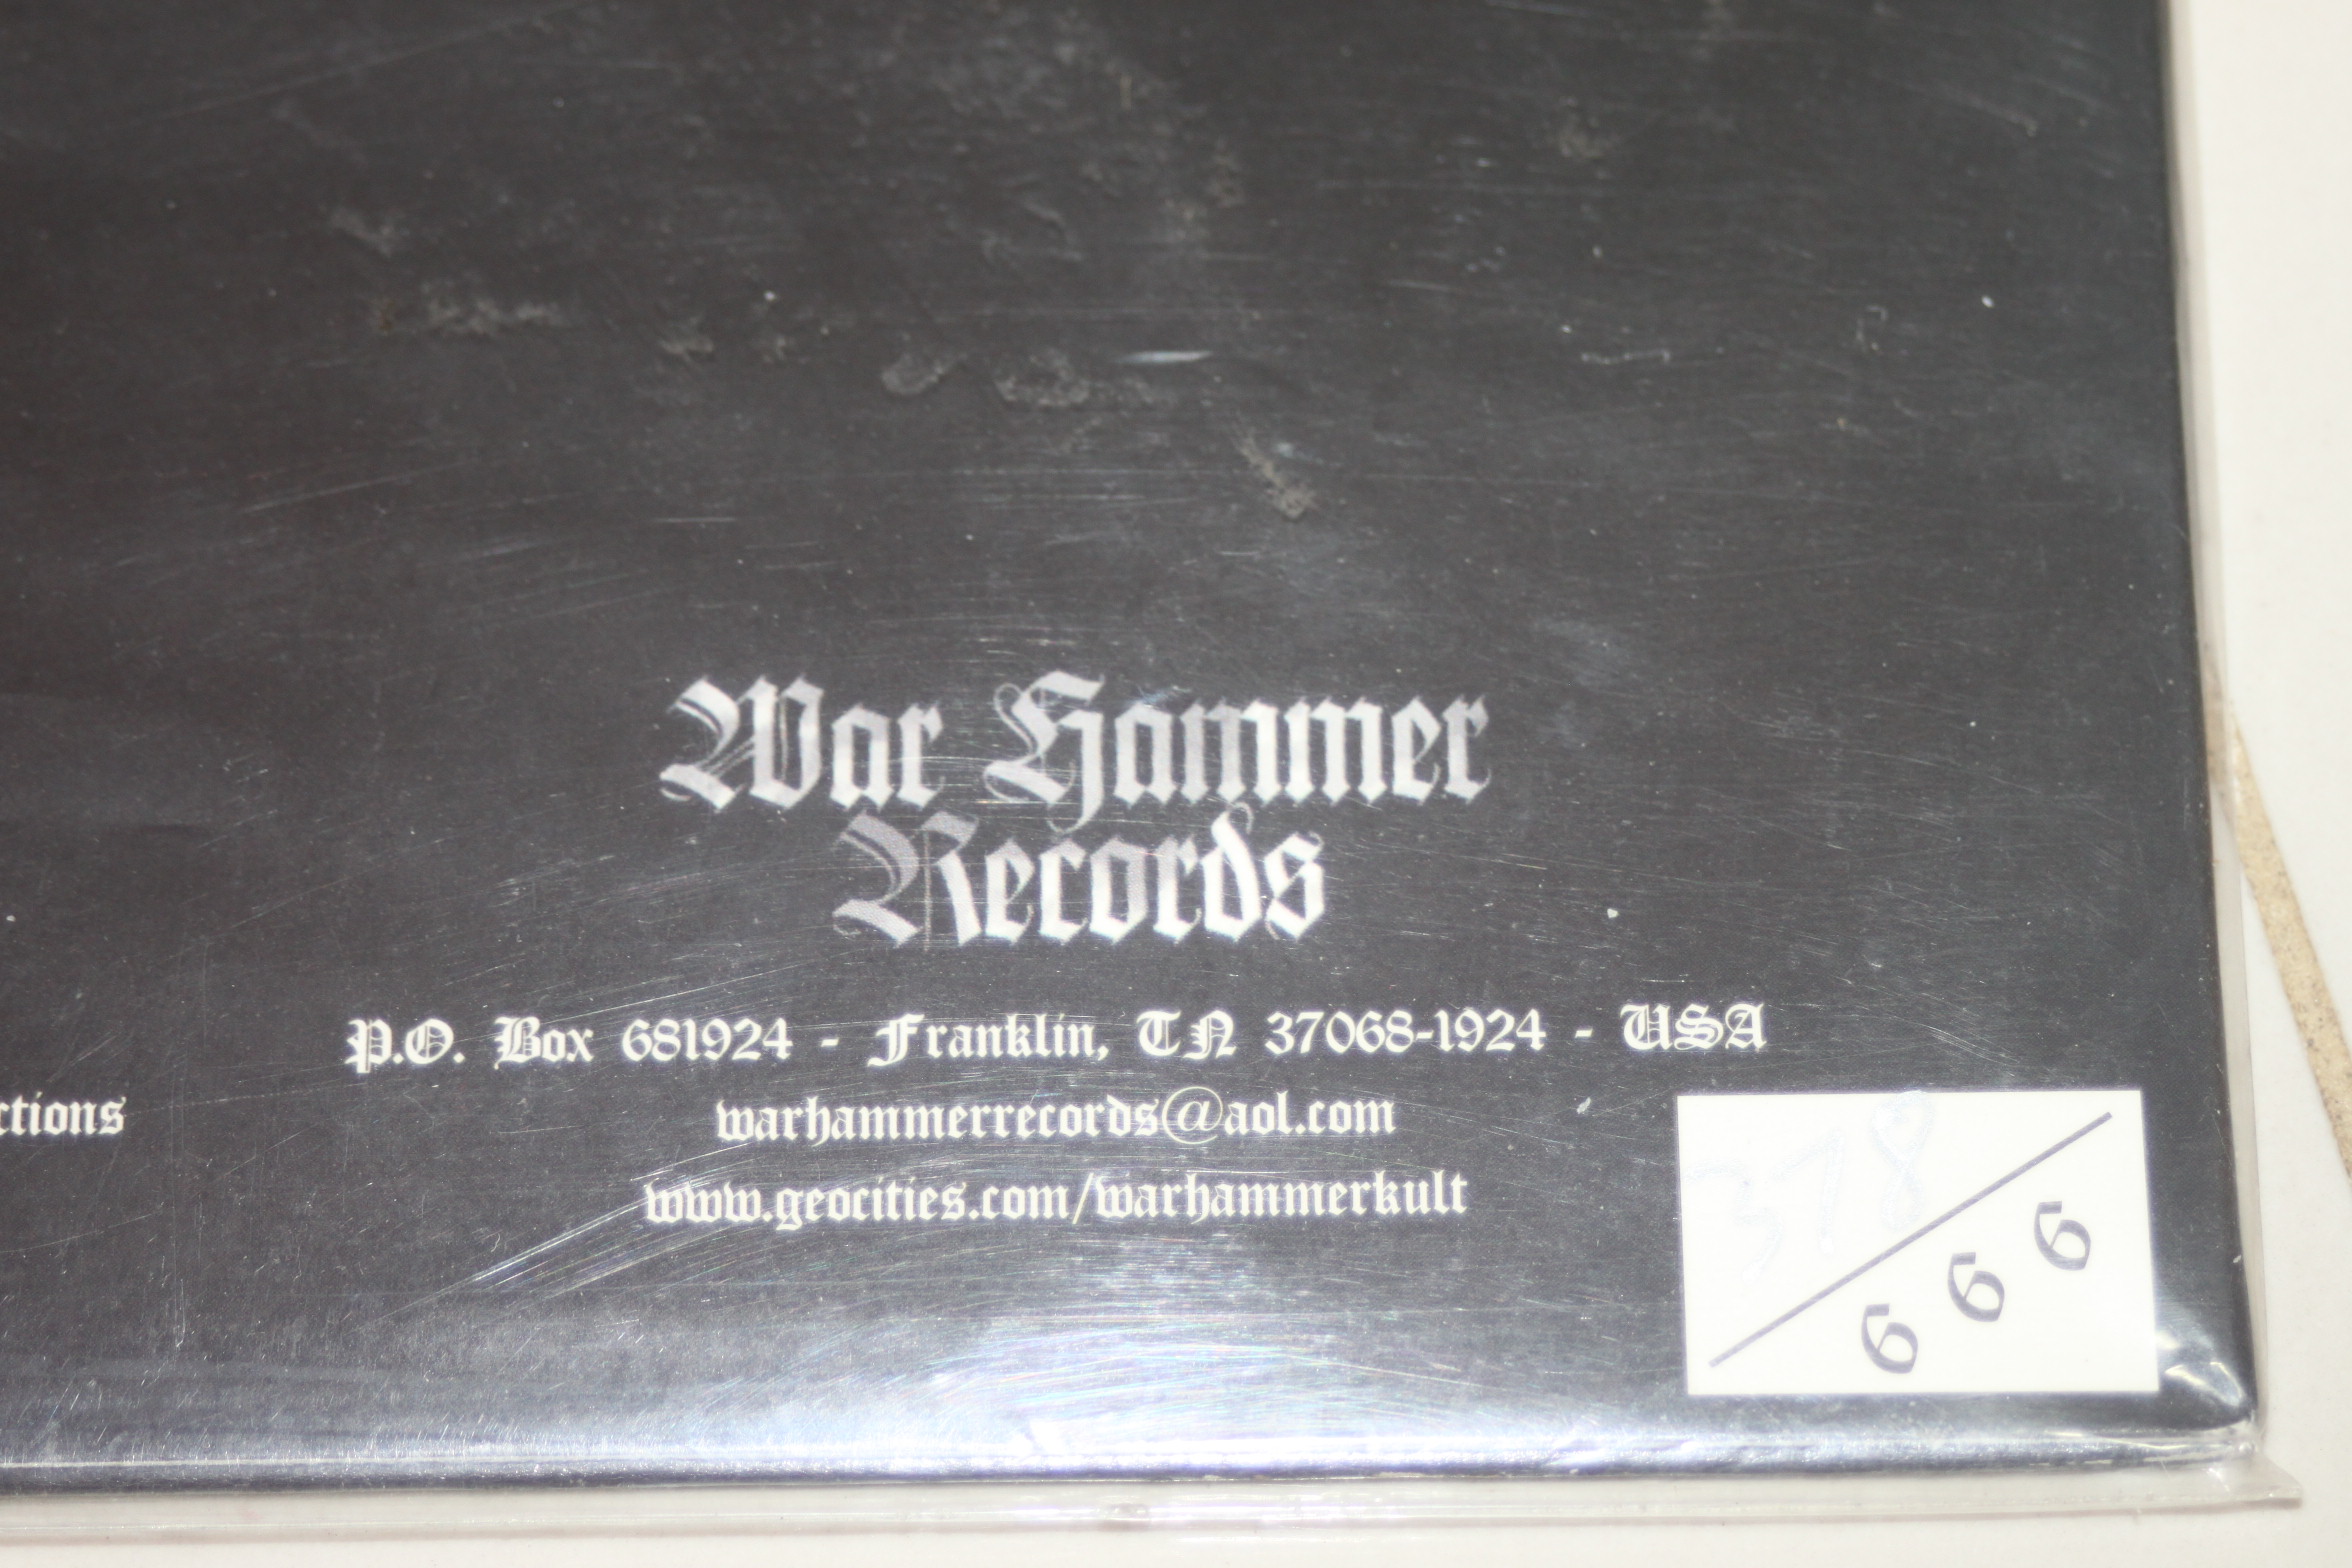 War Hammer
Records
P.O. Box 681924 - Franklin, TN 37068-1924 - USA
ctions
warhammerrecords@aol.com
www.geocities.com/warhammerkult
378
666